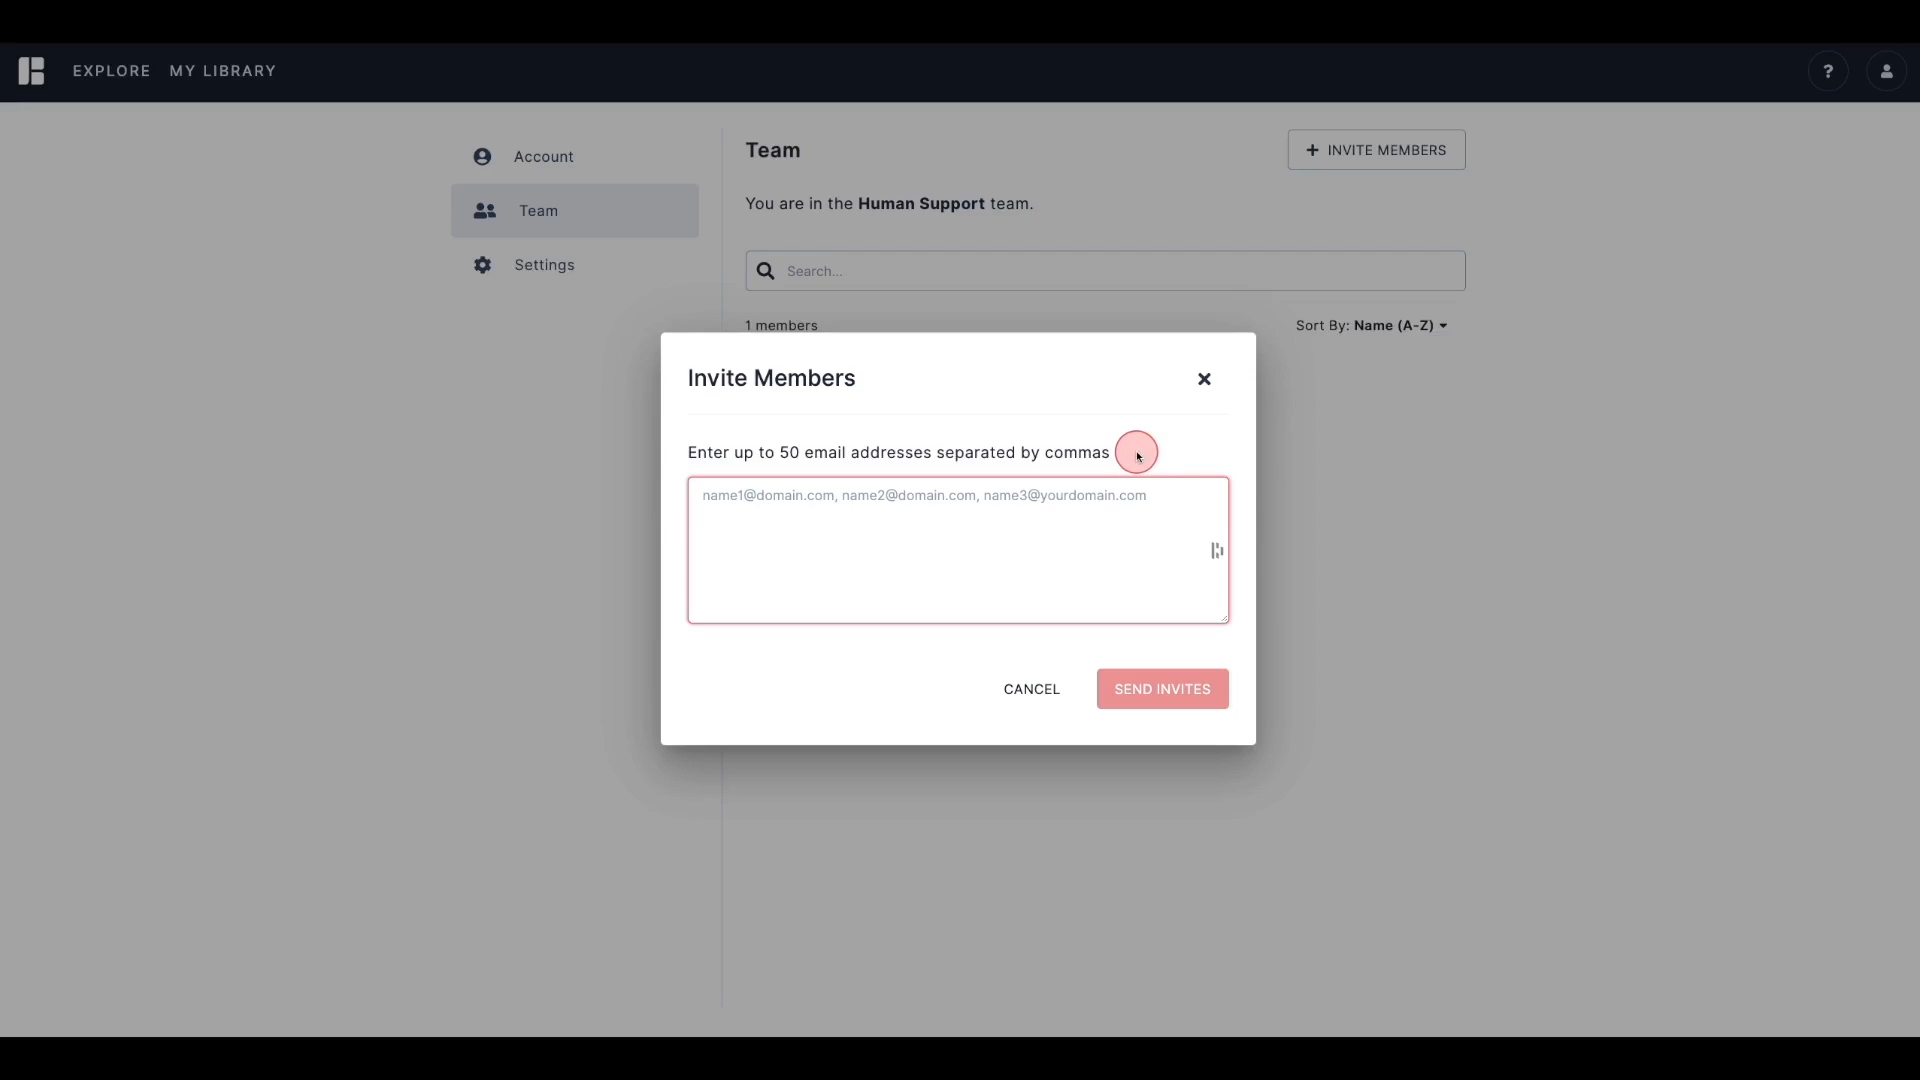 EXPLORE MY LIBRARY ?
Account
Team
Settings
Team
+ INVITE MEMBERS
You are in the Human Support team.
Search...
1 members
Sort By: Name (A-Z)
Invite Members
Enter up to 50 email addresses separated by commas
name1@domain.com, name2@domain.com, name3@yourdomain.com
CANCEL
SEND INVITES